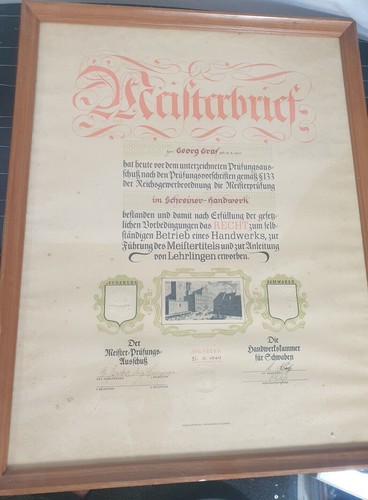 Meisterbrief
Herr Georg Graf
hat heute vor dem unterzeichneten Prüfungsaus-
schuß nach den Prüfungsvorschriften gemäß §133
der Reichsgewerbeordnung die Meisterprüfung
im Schreiner-Handwerk
bestanden und damit nach Erfüllung der gesetz-
lichen Vorbedingungen das RECHT zum selb-
ständigen Betrieb eines Handwerks, zur
Führung des Meistertitels und zur Anleitung
von Lehrlingen erworben.
Der
Meister-Prüfungs-
Ausschuß
Die
Handwerkskammer
für Schwaben